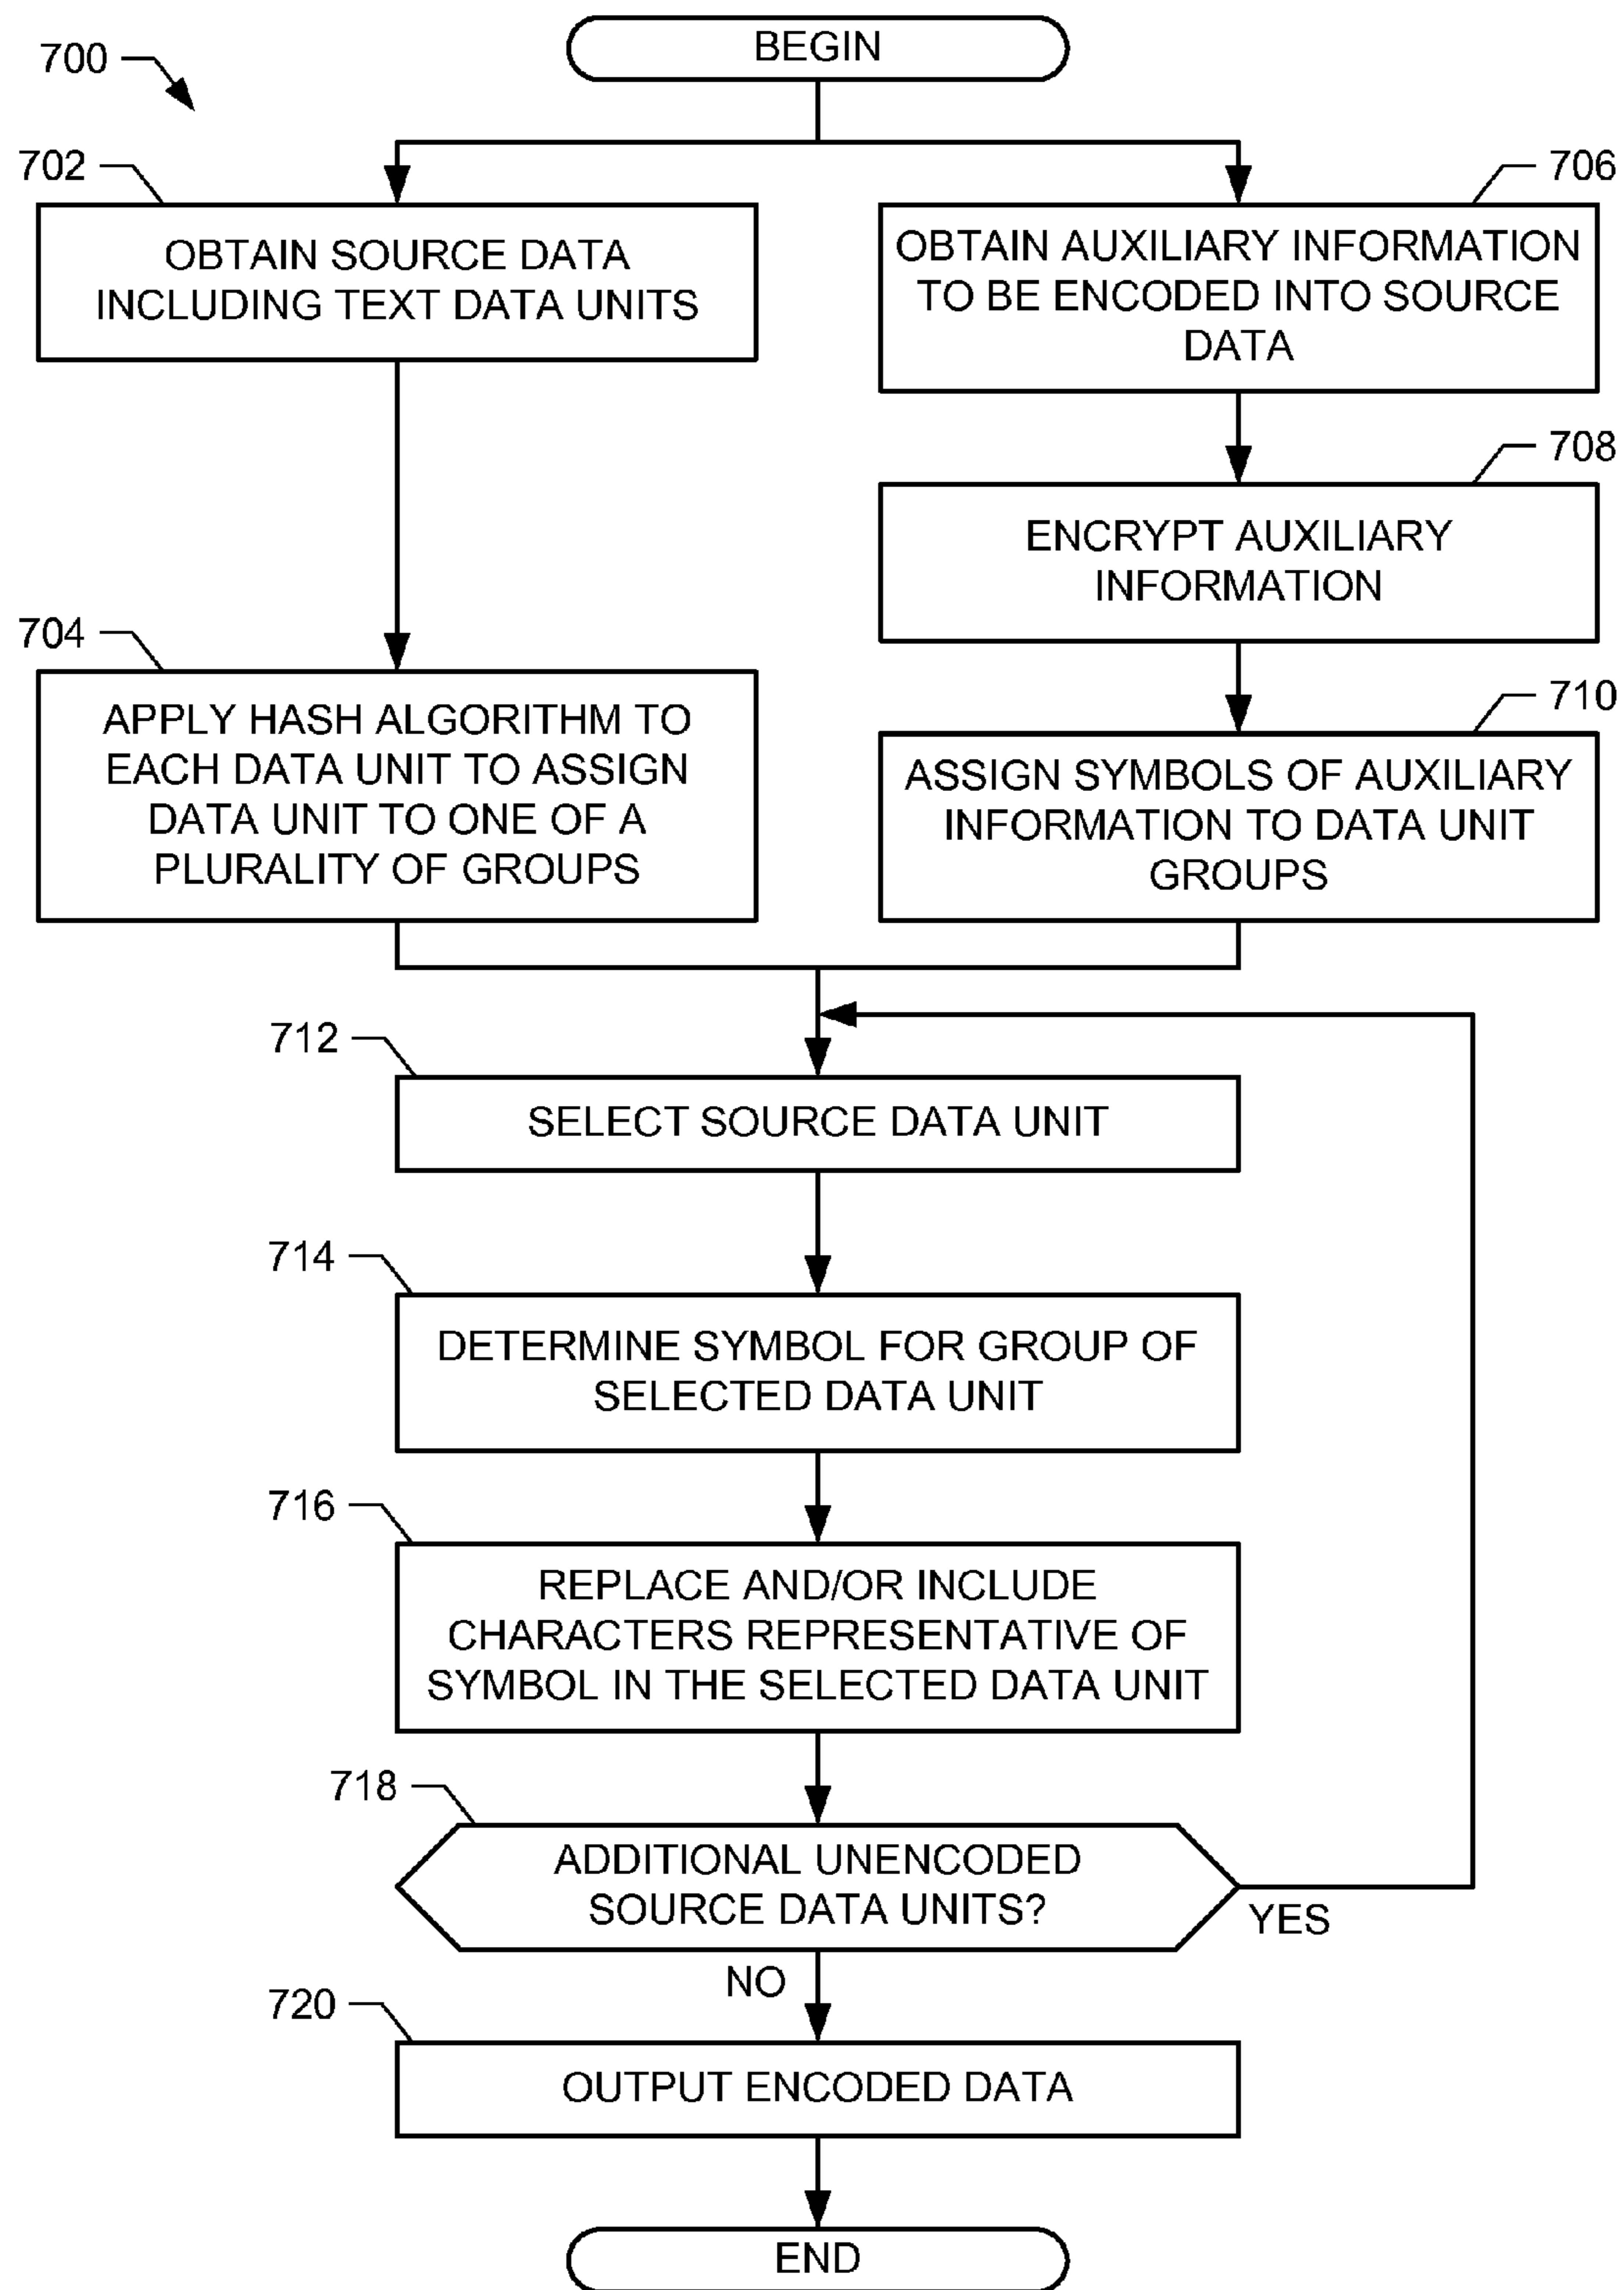 BEGIN
700
702
OBTAIN SOURCE DATA
INCLUDING TEXT DATA UNITS
706
OBTAIN AUXILIARY INFORMATION
TO BE ENCODED INTO SOURCE
DATA
708
ENCRYPT AUXILIARY
INFORMATION
704
APPLY HASH ALGORITHM TO
EACH DATA UNIT TO ASSIGN
DATA UNIT TO ONE OF A
PLURALITY OF GROUPS
710
ASSIGN SYMBOLS OF AUXILIARY
INFORMATION TO DATA UNIT
GROUPS
712
SELECT SOURCE DATA UNIT
714
DETERMINE SYMBOL FOR GROUP OF
SELECTED DATA UNIT
716
REPLACE AND/OR INCLUDE
CHARACTERS REPRESENTATIVE OF
SYMBOL IN THE SELECTED DATA UNIT
718
ADDITIONAL UNENCODED
SOURCE DATA UNITS?
YES
NO
720
OUTPUT ENCODED DATA
END